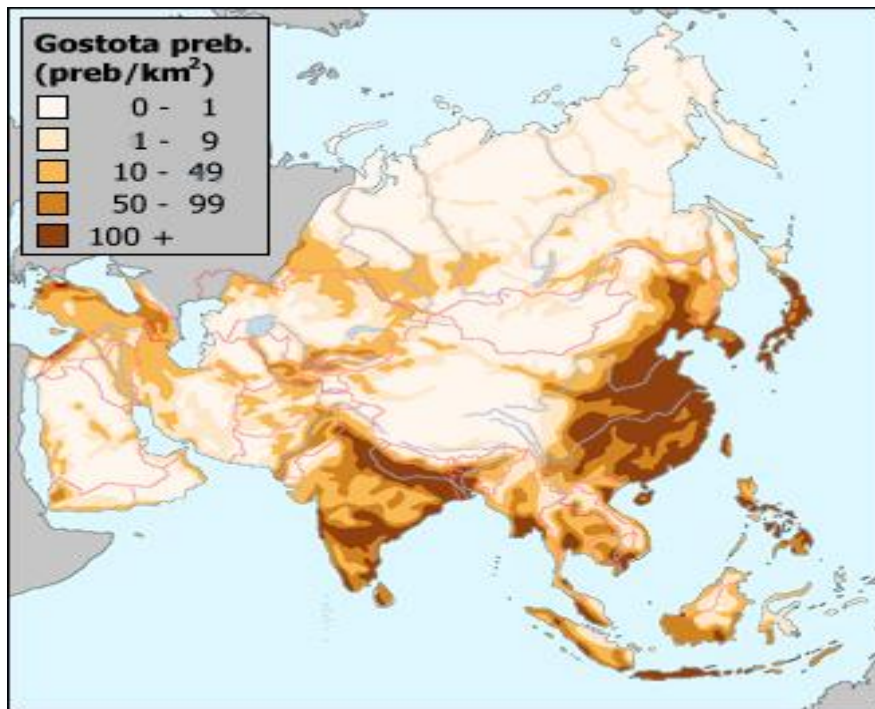 Gostota preb.
(preb/km²)
0 - 1
1 - 9
10 - 49
50 - 99
100 +